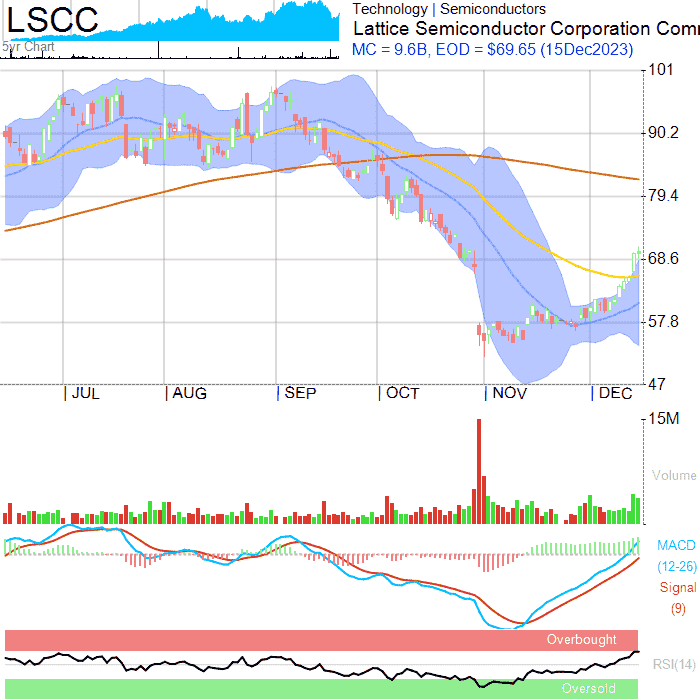 LSCC
5yr Chart
Technology | Semiconductors
Lattice Semiconductor Corporation Com
MC = 9.6B, EOD = $69.65 (15Dec2023)
101
90.2
79.4
68.6
57.8
47
JUL AUG SEP OCT NOV DEC
15M
Volume
MACD
(12-26)
Signal
(9)
Overbought
RSI(14)
Oversold